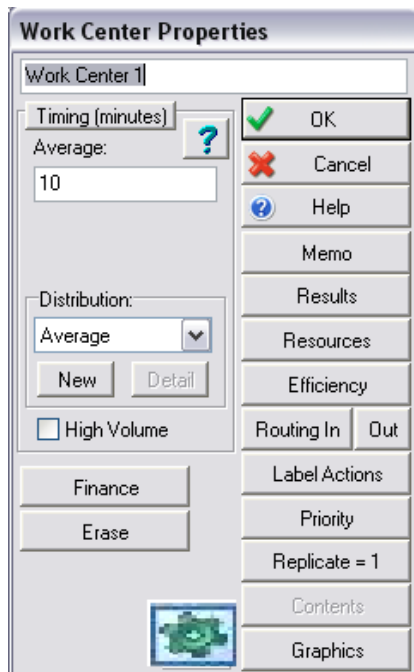 Work Center Properties
Work Center 1
Timing (minutes)
?
Average:
10
Distribution:
Average
New
Detail
High Volume
Finance
Erase
OK
Cancel
? Help
Memo
Results
Resources
Efficiency
Routing In
Out
Label Actions
Priority
Replicate = 1
Contents
Graphics